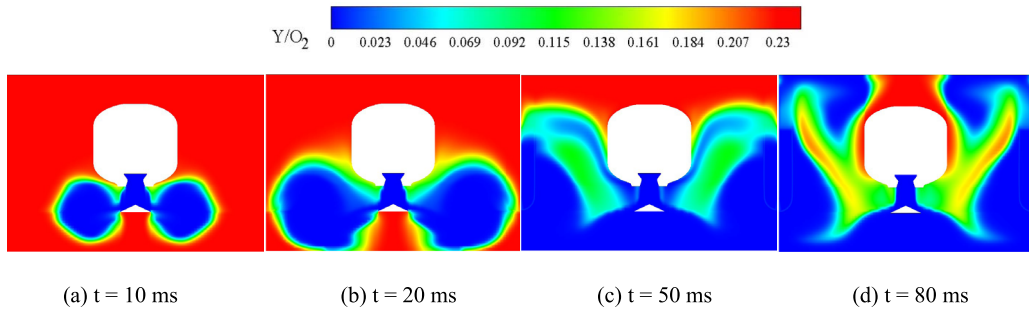 Y/O2
0 0.023 0.046 0.069 0.092 0.115 0.138 0.161 0.184 0.207 0.23
(a) t = 10 ms (b) t = 20 ms (c) t = 50 ms (d) t = 80 ms